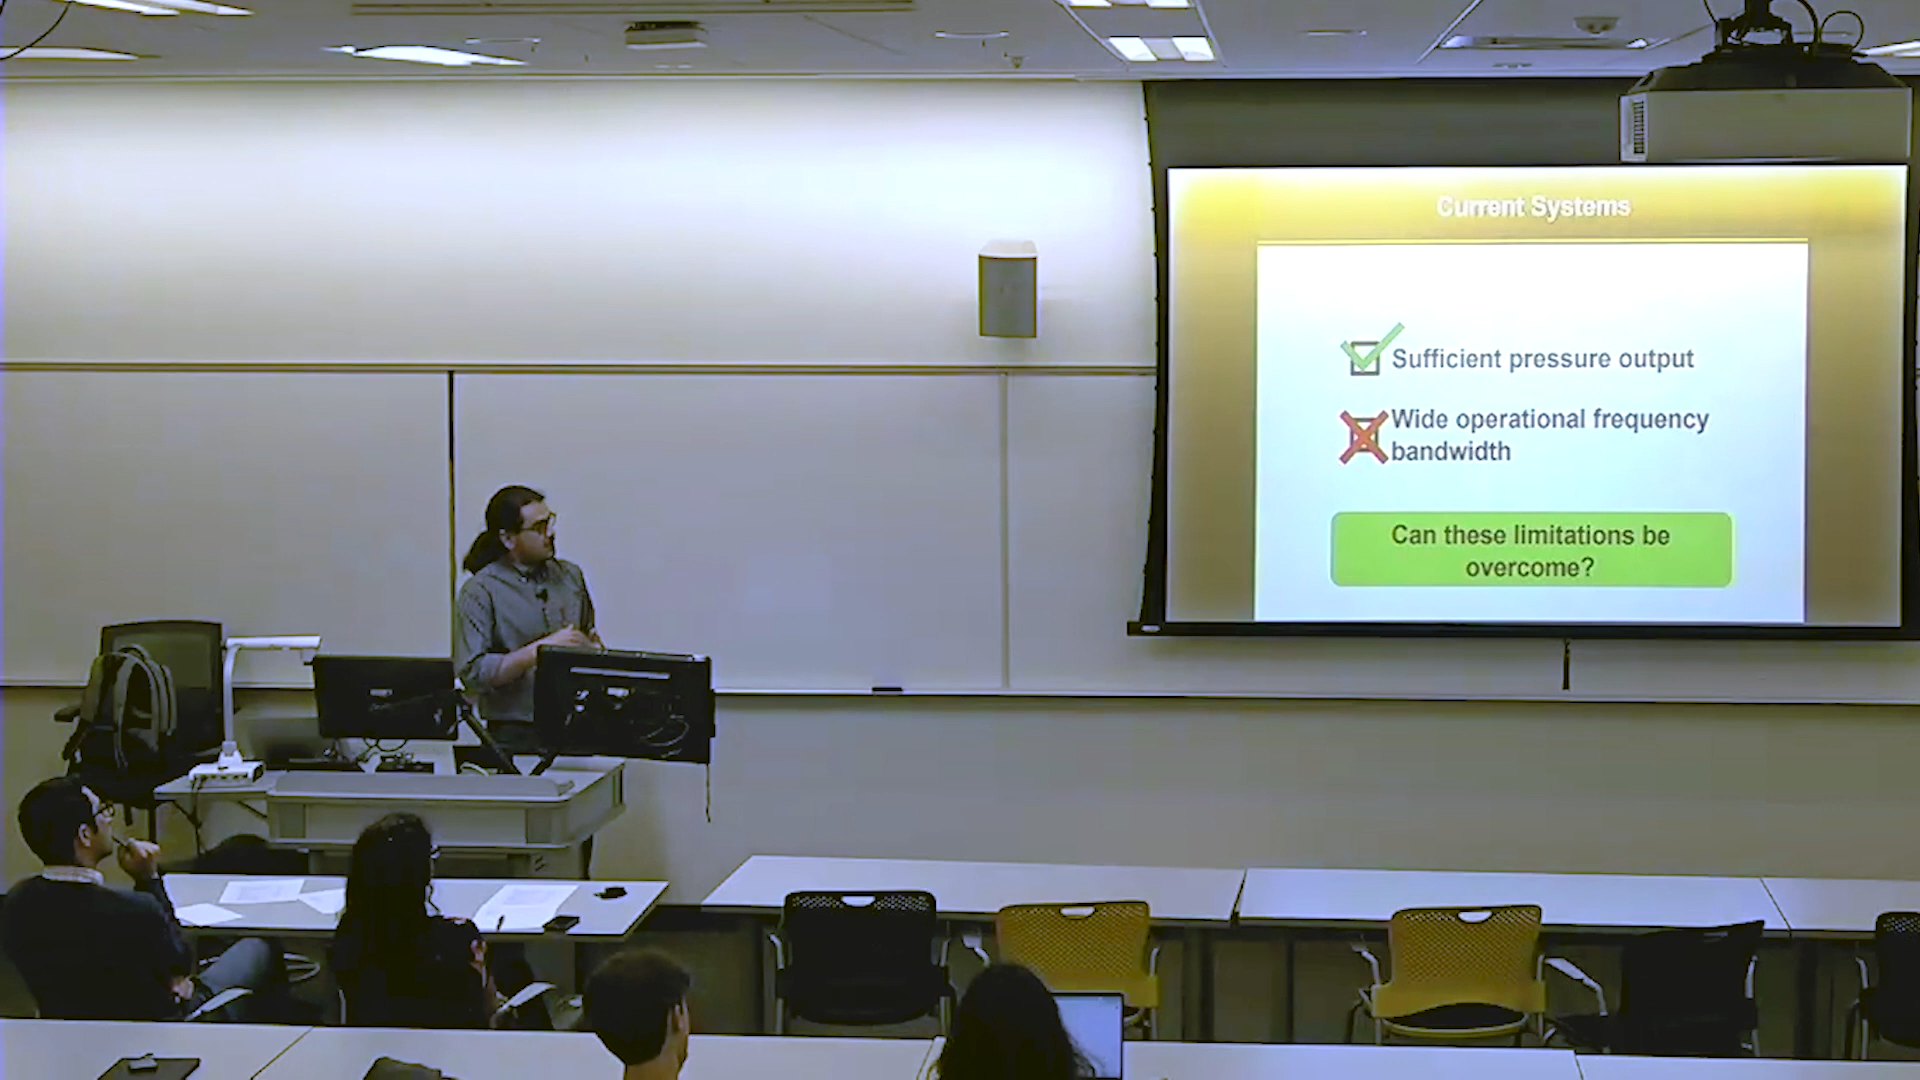 Current Systems
Sufficient pressure output
Wide operational frequency
bandwidth
Can these limitations be
overcome?